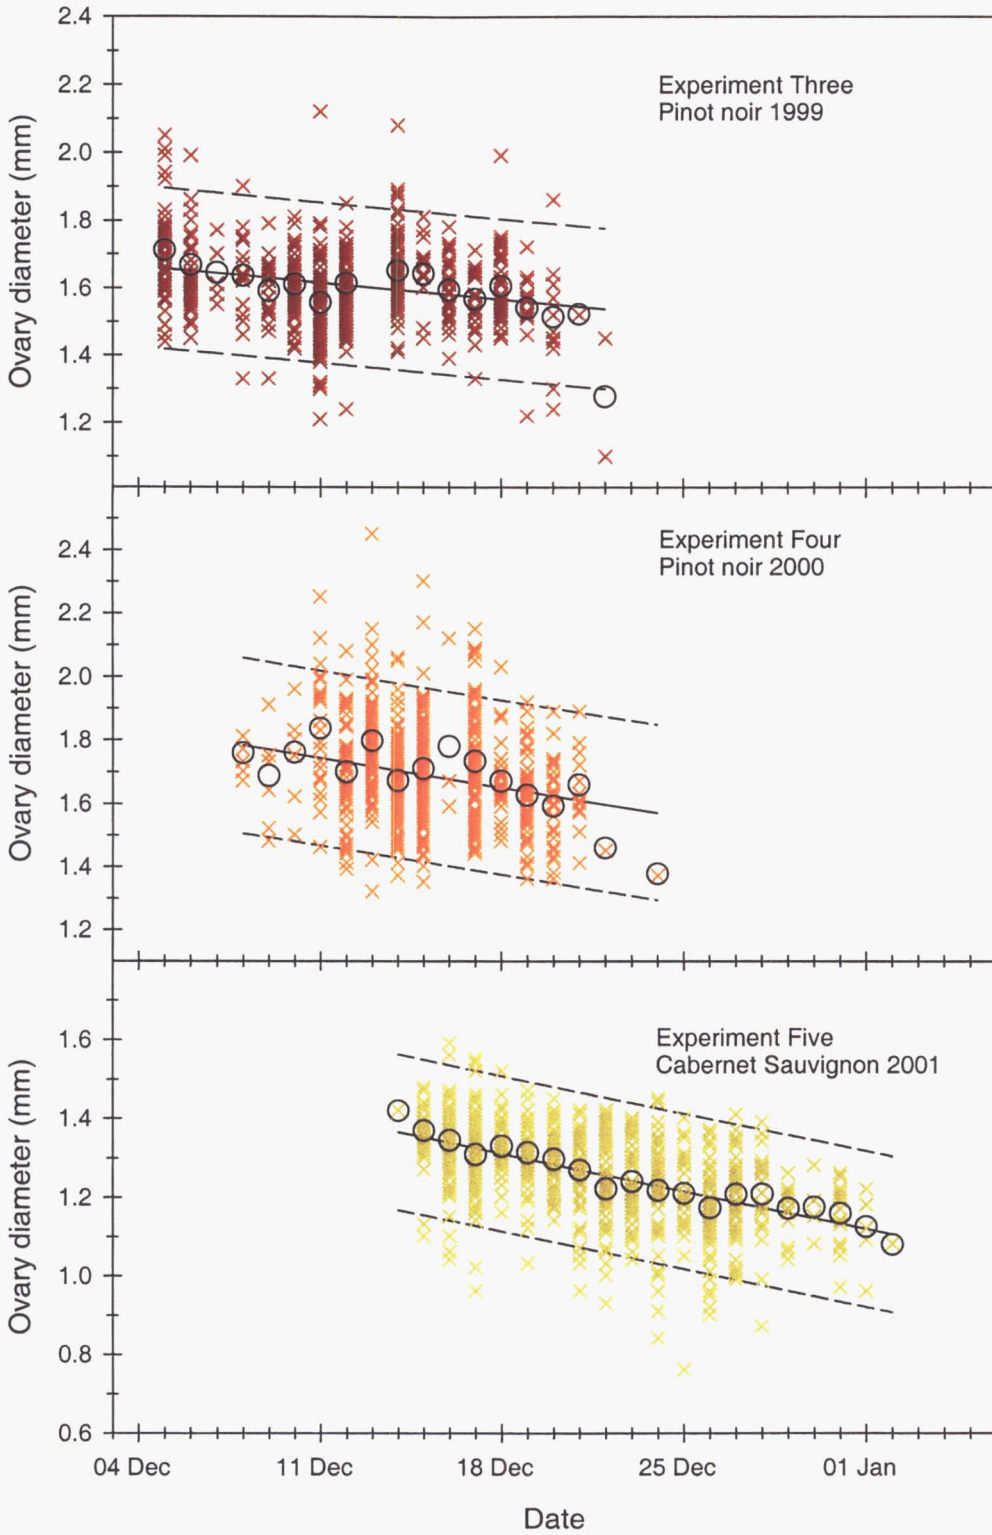 2.4
2.2
2.0
1.8
1.6
1.4
1.2
Ovary diameter (mm)
Experiment Three
Pinot noir 1999
2.4
2.2
2.0
1.8
1.6
1.4
1.2
Ovary diameter (mm)
Experiment Four
Pinot noir 2000
1.6
1.4
1.2
1.0
0.8
0.6
Ovary diameter (mm)
Experiment Five
Cabernet Sauvignon 2001
04 Dec 11 Dec 18 Dec 25 Dec 01 Jan
Date